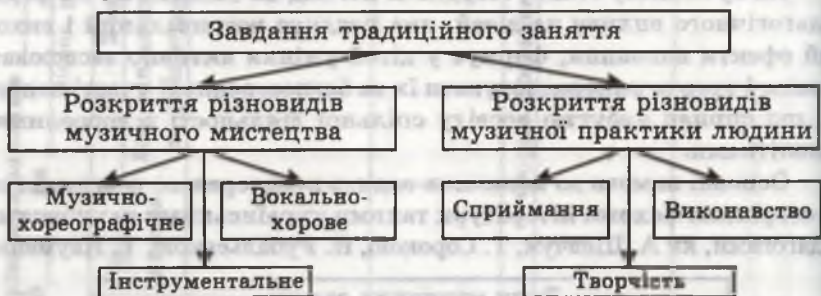 Завдання традиційного заняття
Розкриття різновидів
музичного мистецтва
Розкриття різновидів
музичної практики людини
Музично-
хореографічне
Вокально-
хорове
Сприймання
Виконавство
Інструментальне
Творчість